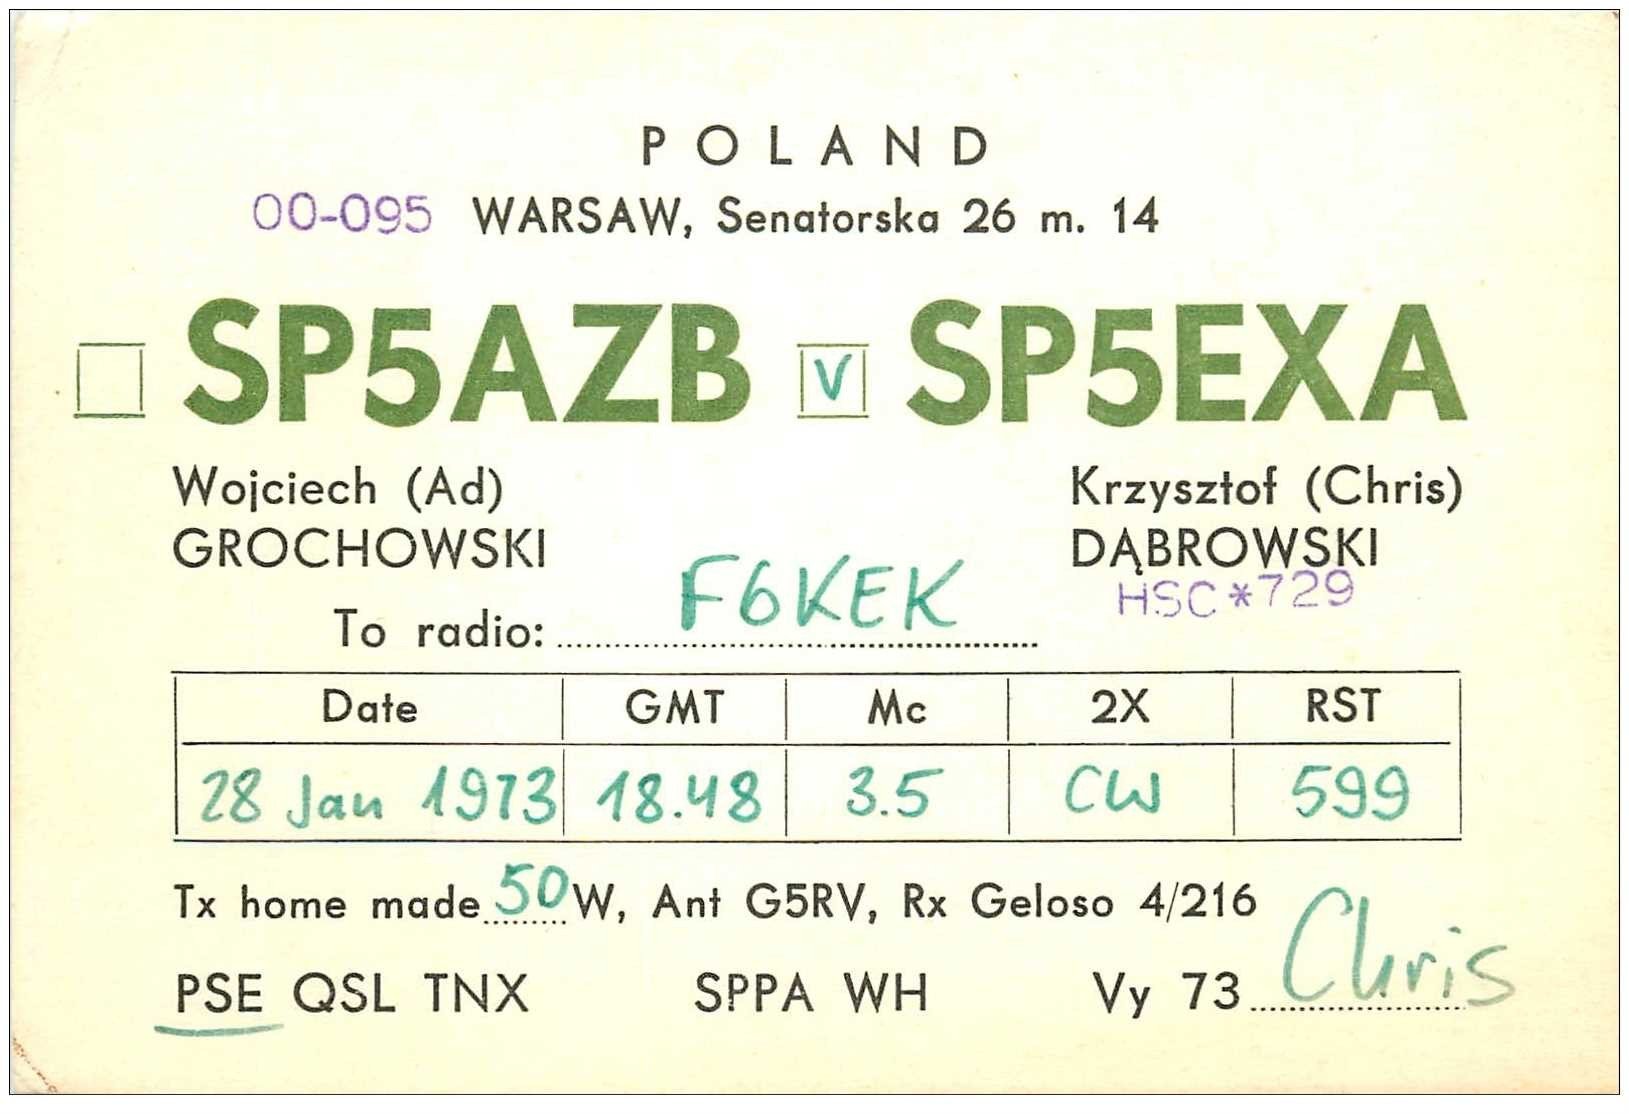 POLAND
00-095 WARSAW, Senatorska 26 m. 14
SP5AZB V SP5EXA
Wojciech (Ad) Krzysztof (Chris)
GROCHOWSKI DĄBROWSKI
HSC*729
To radio: F6KEK
Date GMT Mc 2X RST
28 Jan 1973 18.48 3.5 CW 599
Tx home made 50 W, Ant G5RV, Rx Geloso 4/216
PSE QSL TNX SPPA WH Vy 73 Chris